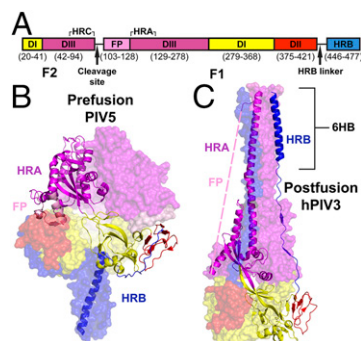 A
HRC HRA
DI DIII FP DIII DI DII HRB
(20-41) (42-94) (103-128) (129-278) (279-368) (375-421) (446-477)
F2 Cleavage site F1 HRB linker
B Prefusion PIV5
HRA
FP
HRB
C
HRA
HRB
6HB
FP
Postfusion hPIV3